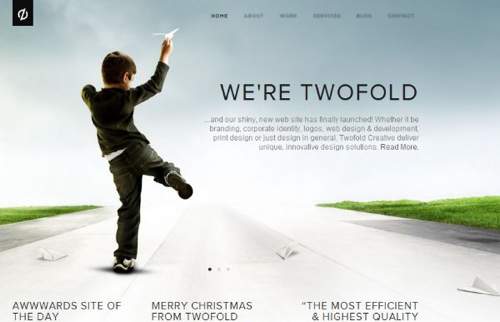 HOME ABOUT WORK SERVICES BLOG CONTACT
WE'RE TWOFOLD
...and our shiny, new web site has finally launched! Whether it be
branding, corporate identity, logos, web design & development,
print design or just design in general, Twofold Creative deliver
unique, innovative design solutions. Read More.
AWWWARDS SITE OF
THE DAY
MERRY CHRISTMAS
FROM TWOFOLD
"THE MOST EFFICIENT
& HIGHEST QUALITY